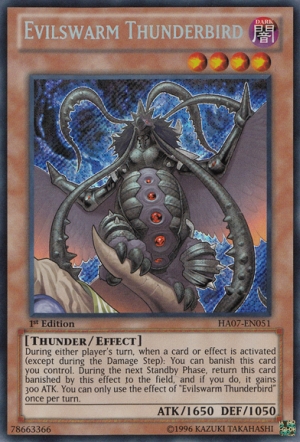 EVILSWARM THUNDERBIRD
DARK
闇
1st Edition
HA07-EN051
[THUNDER/EFFECT]
During either player's turn, when a card or effect is activated
(except during the Damage Step): You can banish this card
you control. During the next Standby Phase, return this card
banished by this effect to the field, and if you do, it gains
300 ATK. You can only use the effect of "Evilswarm Thunderbird"
once per turn.
ATK/1650 DEF/1050
78663366
©1996 KAZUKI TAKAHASHI